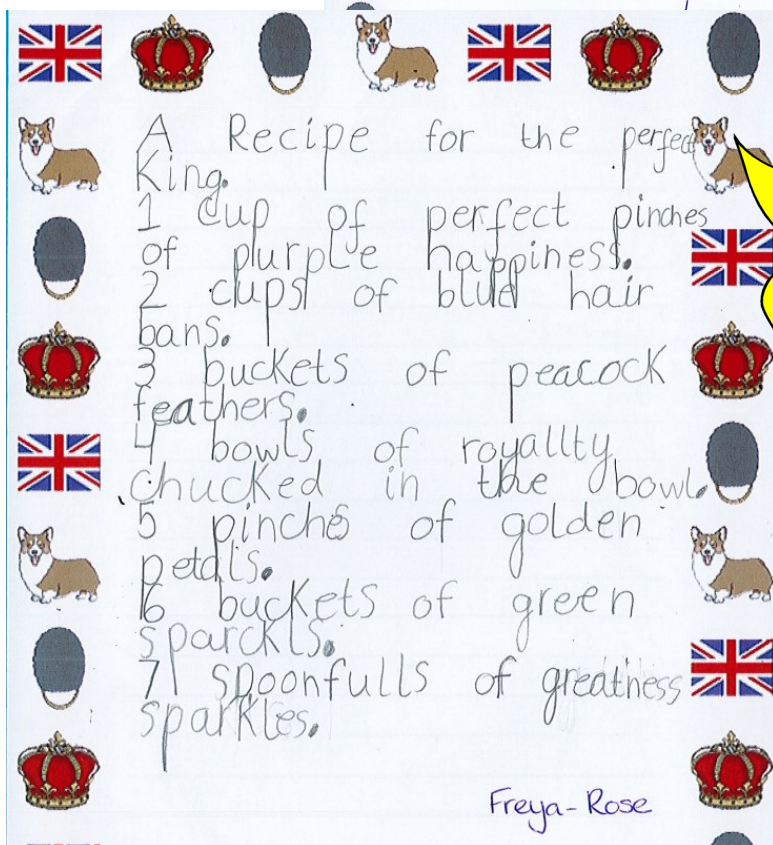 A Recipe for the perfect
King.
1 cup of perfect pinches
of purple happiness.
2 cups of blue hair
bans.
3 buckets of peacock
feathers.
4 bowls of royallty
chucked in the bowl.
5 pinches of golden
petals.
6 buckets of green
sparckls.
7 spoonfulls of greatness
sparkles.
Freya-Rose